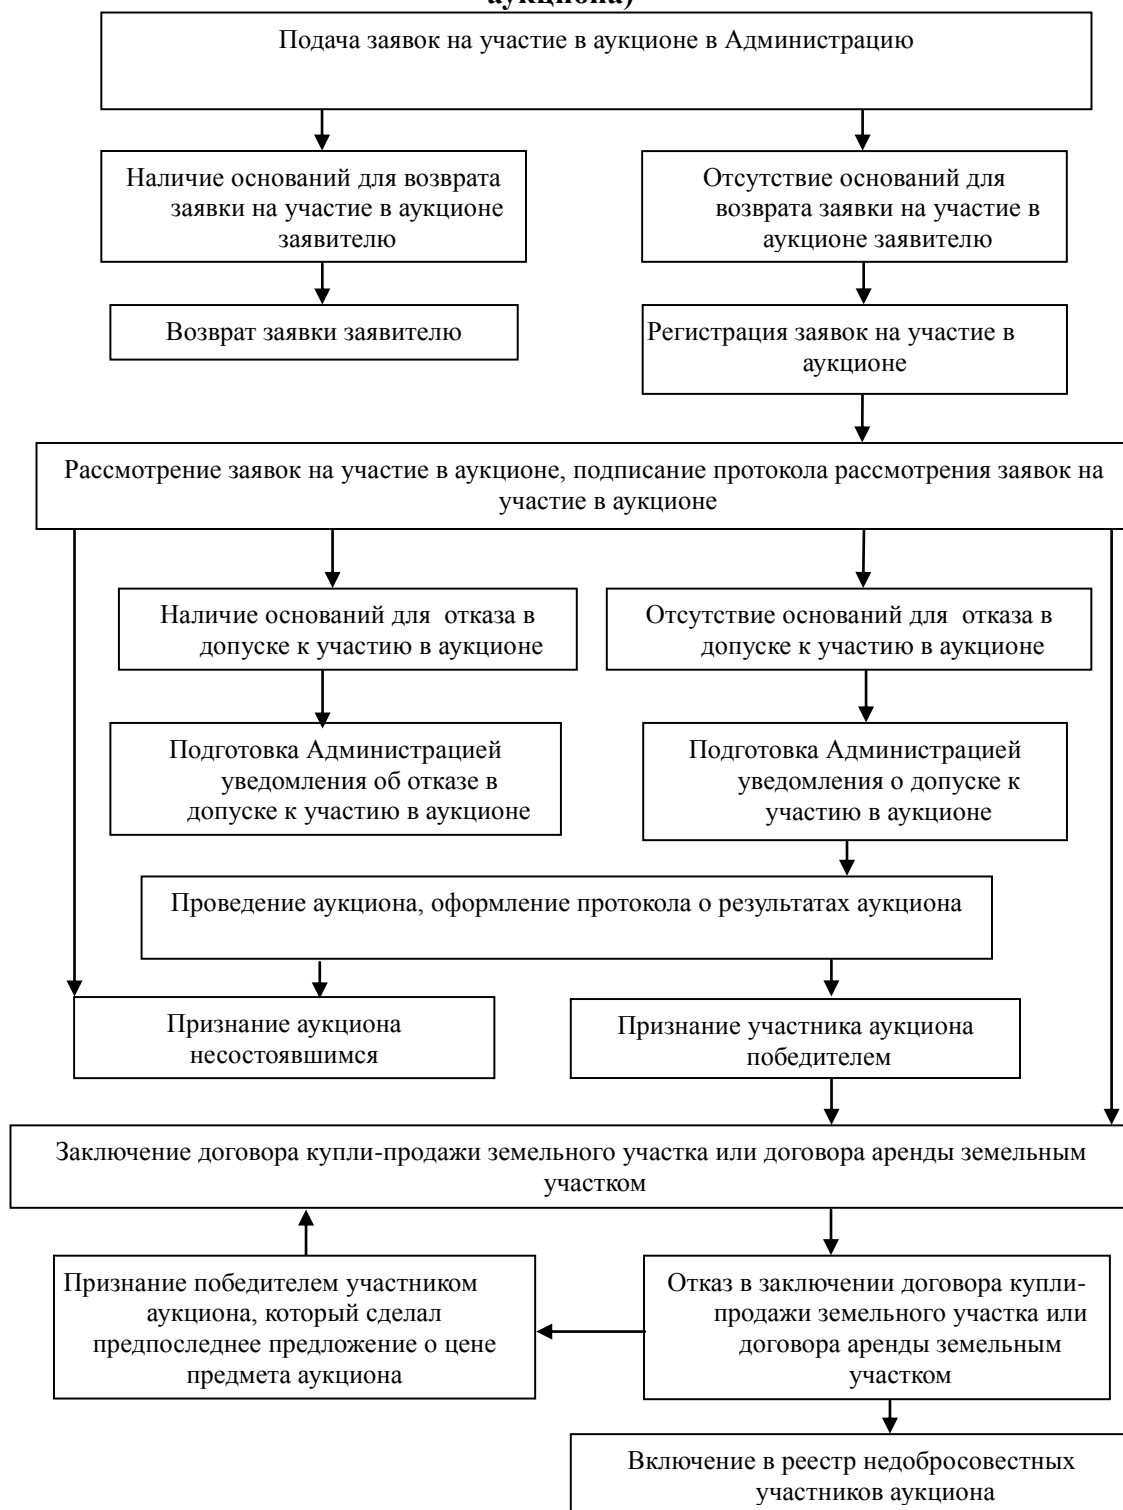 аукциона)
Подача заявок на участие в аукционе в Администрацию
Наличие оснований для возврата
заявки на участие в аукционе
заявителю
Отсутствие оснований для
возврата заявки на участие в
аукционе заявителю
Возврат заявки заявителю
Регистрация заявок на участие в
аукционе
Рассмотрение заявок на участие в аукционе, подписание протокола рассмотрения заявок на
участие в аукционе
Наличие оснований для отказа в
допуске к участию в аукционе
Отсутствие оснований для отказа в
допуске к участию в аукционе
Подготовка Администрацией
уведомления об отказе в
допуске к участию в аукционе
Подготовка Администрацией
уведомления о допуске к
участию в аукционе
Проведение аукциона, оформление протокола о результатах аукциона
Признание аукциона
несостоявшимся
Признание участника аукциона
победителем
Заключение договора купли-продажи земельного участка или договора аренды земельным
участком
Признание победителем участником
аукциона, который сделал
предпоследнее предложение о цене
предмета аукциона
Отказ в заключении договора купли-
продажи земельного участка или
договора аренды земельным
участком
Включение в реестр недобросовестных
участников аукциона